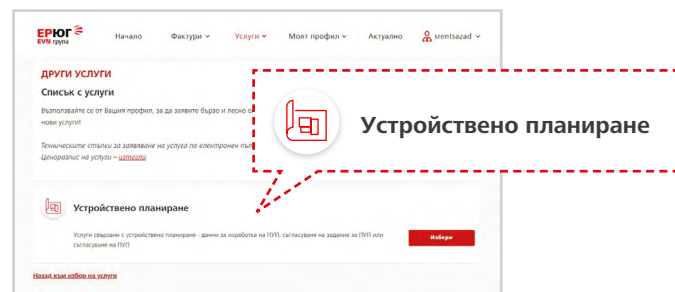 ЕРЮГ
EVN група
Начало Фактури Услуги Моят профил Актуално srentsazad
ДРУГИ УСЛУГИ
Списък с услуги
Възползвайте се от Вашия профил, за да заявите бързо и лесно
нови услуги!
Техническите стъпки за заявяване на услуга по електронен
Ценоразпис на услуги – изтегли
Устройствено планиране
Устройствено планиране
Услуги свързани с устройствено планиране - данни за изработка на ПУП, съгласуване на задание за ПУП или
съгласуване на ПУП
Избери
Назад към избор на услуги